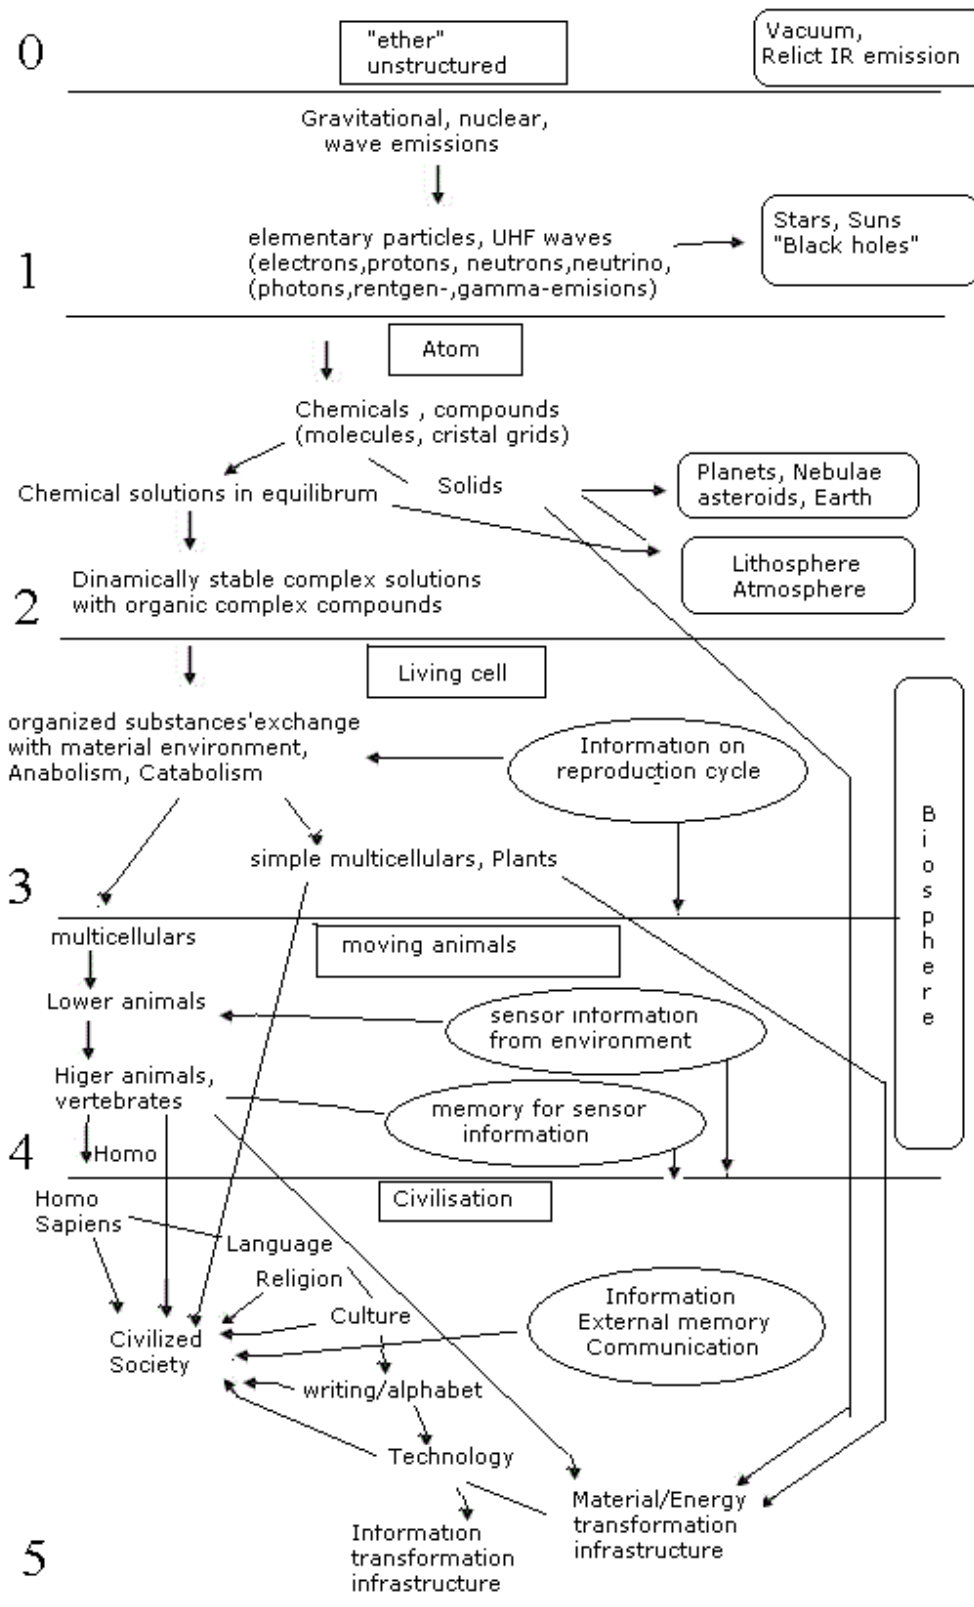 0
"ether"
unstructured
Vacuum,
Relict IR emission
Gravitational, nuclear,
wave emissions
1
elementary particles, UHF waves
(electrons,protons, neutrons,neutrino,
(photons,rentgen-,gamma-emisions)
Stars, Suns
"Black holes"
Atom
Chemicals , compounds
(molecules, cristal grids)
Chemical solutions in equilibrum
Solids
Planets, Nebulae
asteroids, Earth
Lithosphere
Atmosphere
2
Dinamically stable complex solutions
with organic complex compounds
Living cell
organized substances'exchange
with material environment,
Anabolism, Catabolism
Information on
reproduction cycle
Biosphere
3
simple multicellulars, Plants
multicellulars
moving animals
Lower animals
sensor information
from environment
Higer animals,
vertebrates
memory for sensor
information
4
Homo
Civilisation
Homo
Sapiens
Language
Religion
Culture
Civilized
Society
Information
External memory
Communication
writing/alphabet
Technology
Material/Energy
transformation
infrastructure
5
Information
transformation
infrastructure